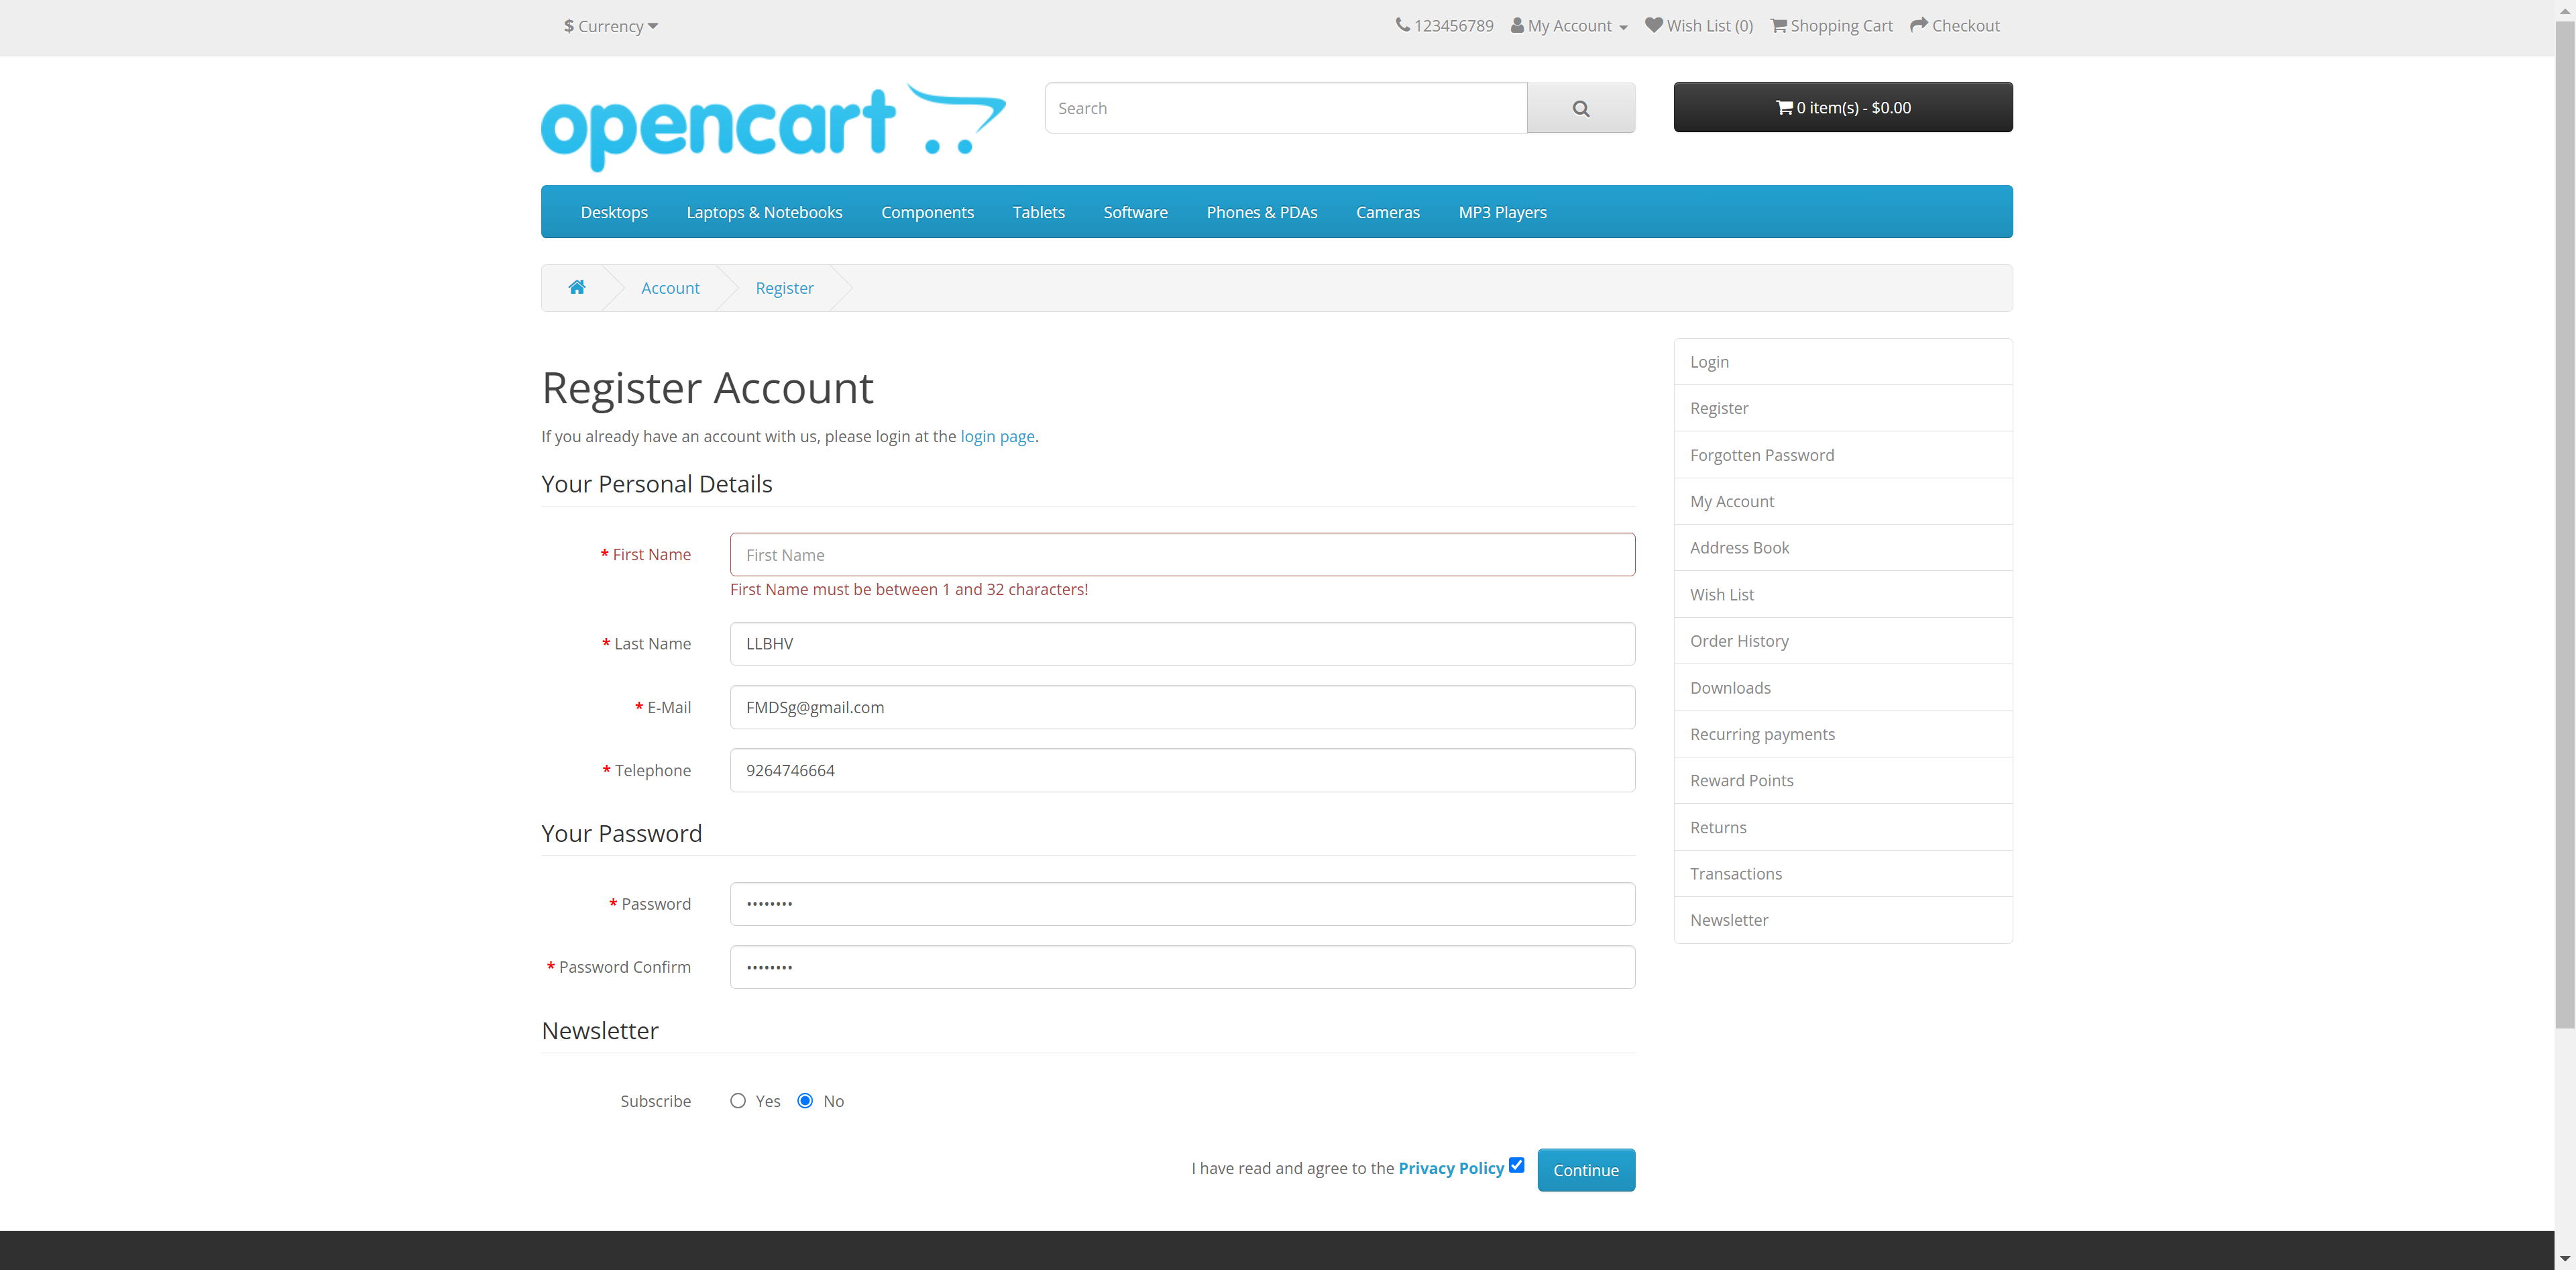 $ Currency
123456789 My Account Wish List (0) Shopping Cart Checkout
opencart
Search
0 item(s) - $0.00
Desktops Laptops & Notebooks Components Tablets Software Phones & PDAs Cameras MP3 Players
Account Register
Register Account
If you already have an account with us, please login at the login page.
Your Personal Details
* First Name First Name
First Name must be between 1 and 32 characters!
* Last Name LLBHV
* E-Mail FMDSg@gmail.com
* Telephone 9264746664
Your Password
* Password ••••••••
* Password Confirm ••••••••
Newsletter
Subscribe Yes No
I have read and agree to the Privacy Policy Continue
Login
Register
Forgotten Password
My Account
Address Book
Wish List
Order History
Downloads
Recurring payments
Reward Points
Returns
Transactions
Newsletter